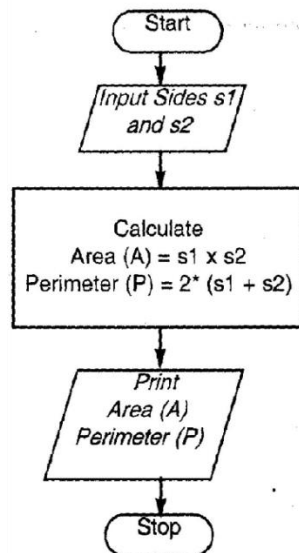 Start
Input Sides s1
and s2
Calculate
Area (A) = s1 x s2
Perimeter (P) = 2* (s1 + s2)
Print
Area (A)
Perimeter (P)
Stop